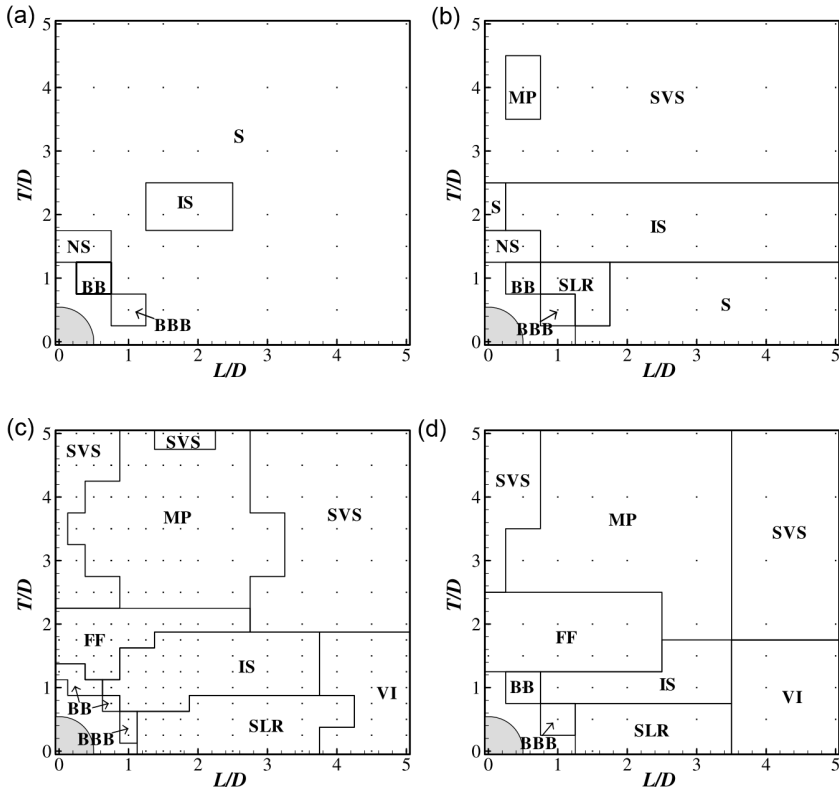 (a)
5
4
3
2
1
0
T/D
S
IS
NS
BB
BBB
0 1 2 3 4 5
L/D
(b)
5
4
3
2
1
0
T/D
MP
SVS
S
IS
NS
BB
SLR
S
BBB
0 1 2 3 4 5
L/D
(c)
5
4
3
2
1
0
T/D
SVS
SVS
MP
SVS
FF
IS
VI
BB
SLR
BBB
0 1 2 3 4 5
L/D
(d)
5
4
3
2
1
0
T/D
SVS
MP
SVS
FF
BB
IS
VI
SLR
BBB
0 1 2 3 4 5
L/D